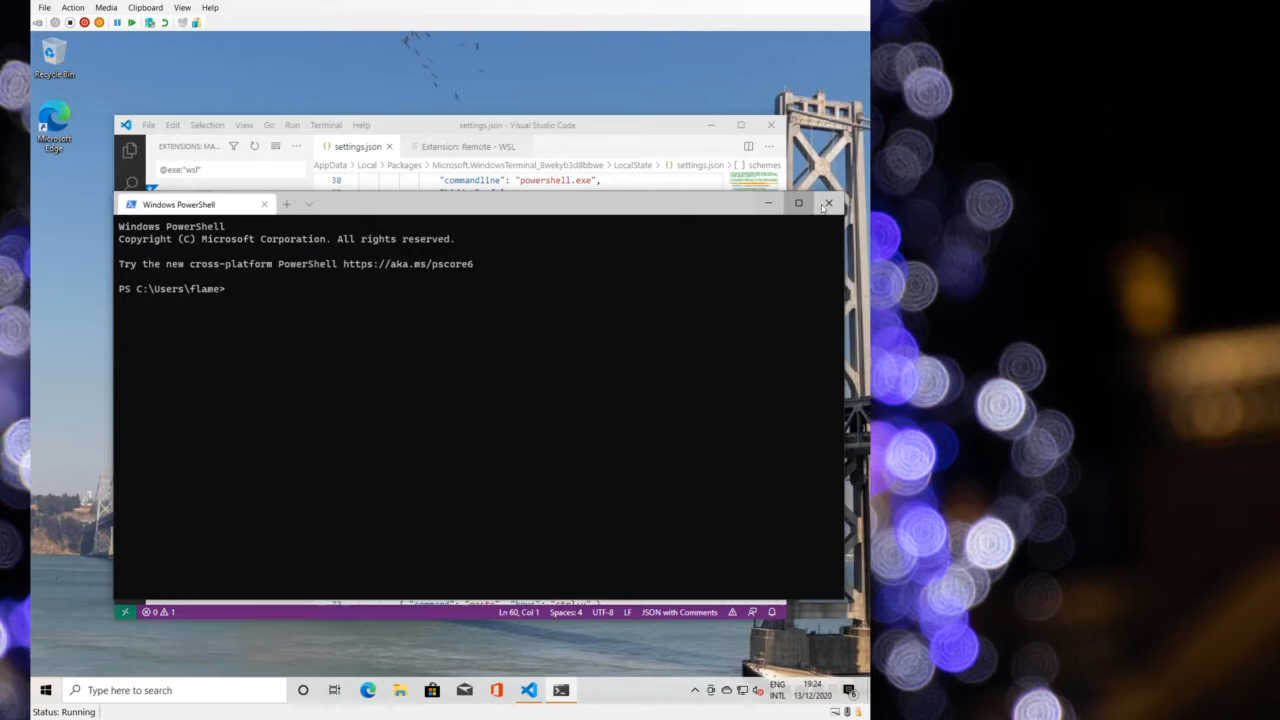 File Action Media Clipboard View Help
Recycle Bin
Microsoft Edge
File Edit Selection View Go Run Terminal Help settings.json - Visual Studio Code
EXTENSIONS: MA... settings.json Extension: Remote - WSL
@exe:"wsl"
AppData > Local > Packages > Microsoft.WindowsTerminal_8wekyb3d8bbwe > LocalState > {} settings.json > [ ] schemes
38 "commandline": "powershell.exe",
Windows PowerShell
Windows PowerShell
Copyright (C) Microsoft Corporation. All rights reserved.
Try the new cross-platform PowerShell https://aka.ms/pscore6
PS C:\Users\flame>
0 1 Ln 60, Col 1 Spaces: 4 UTF-8 LF JSON with Comments
Type here to search
ENG
INTL
19:24
13/12/2020
6
Status: Running